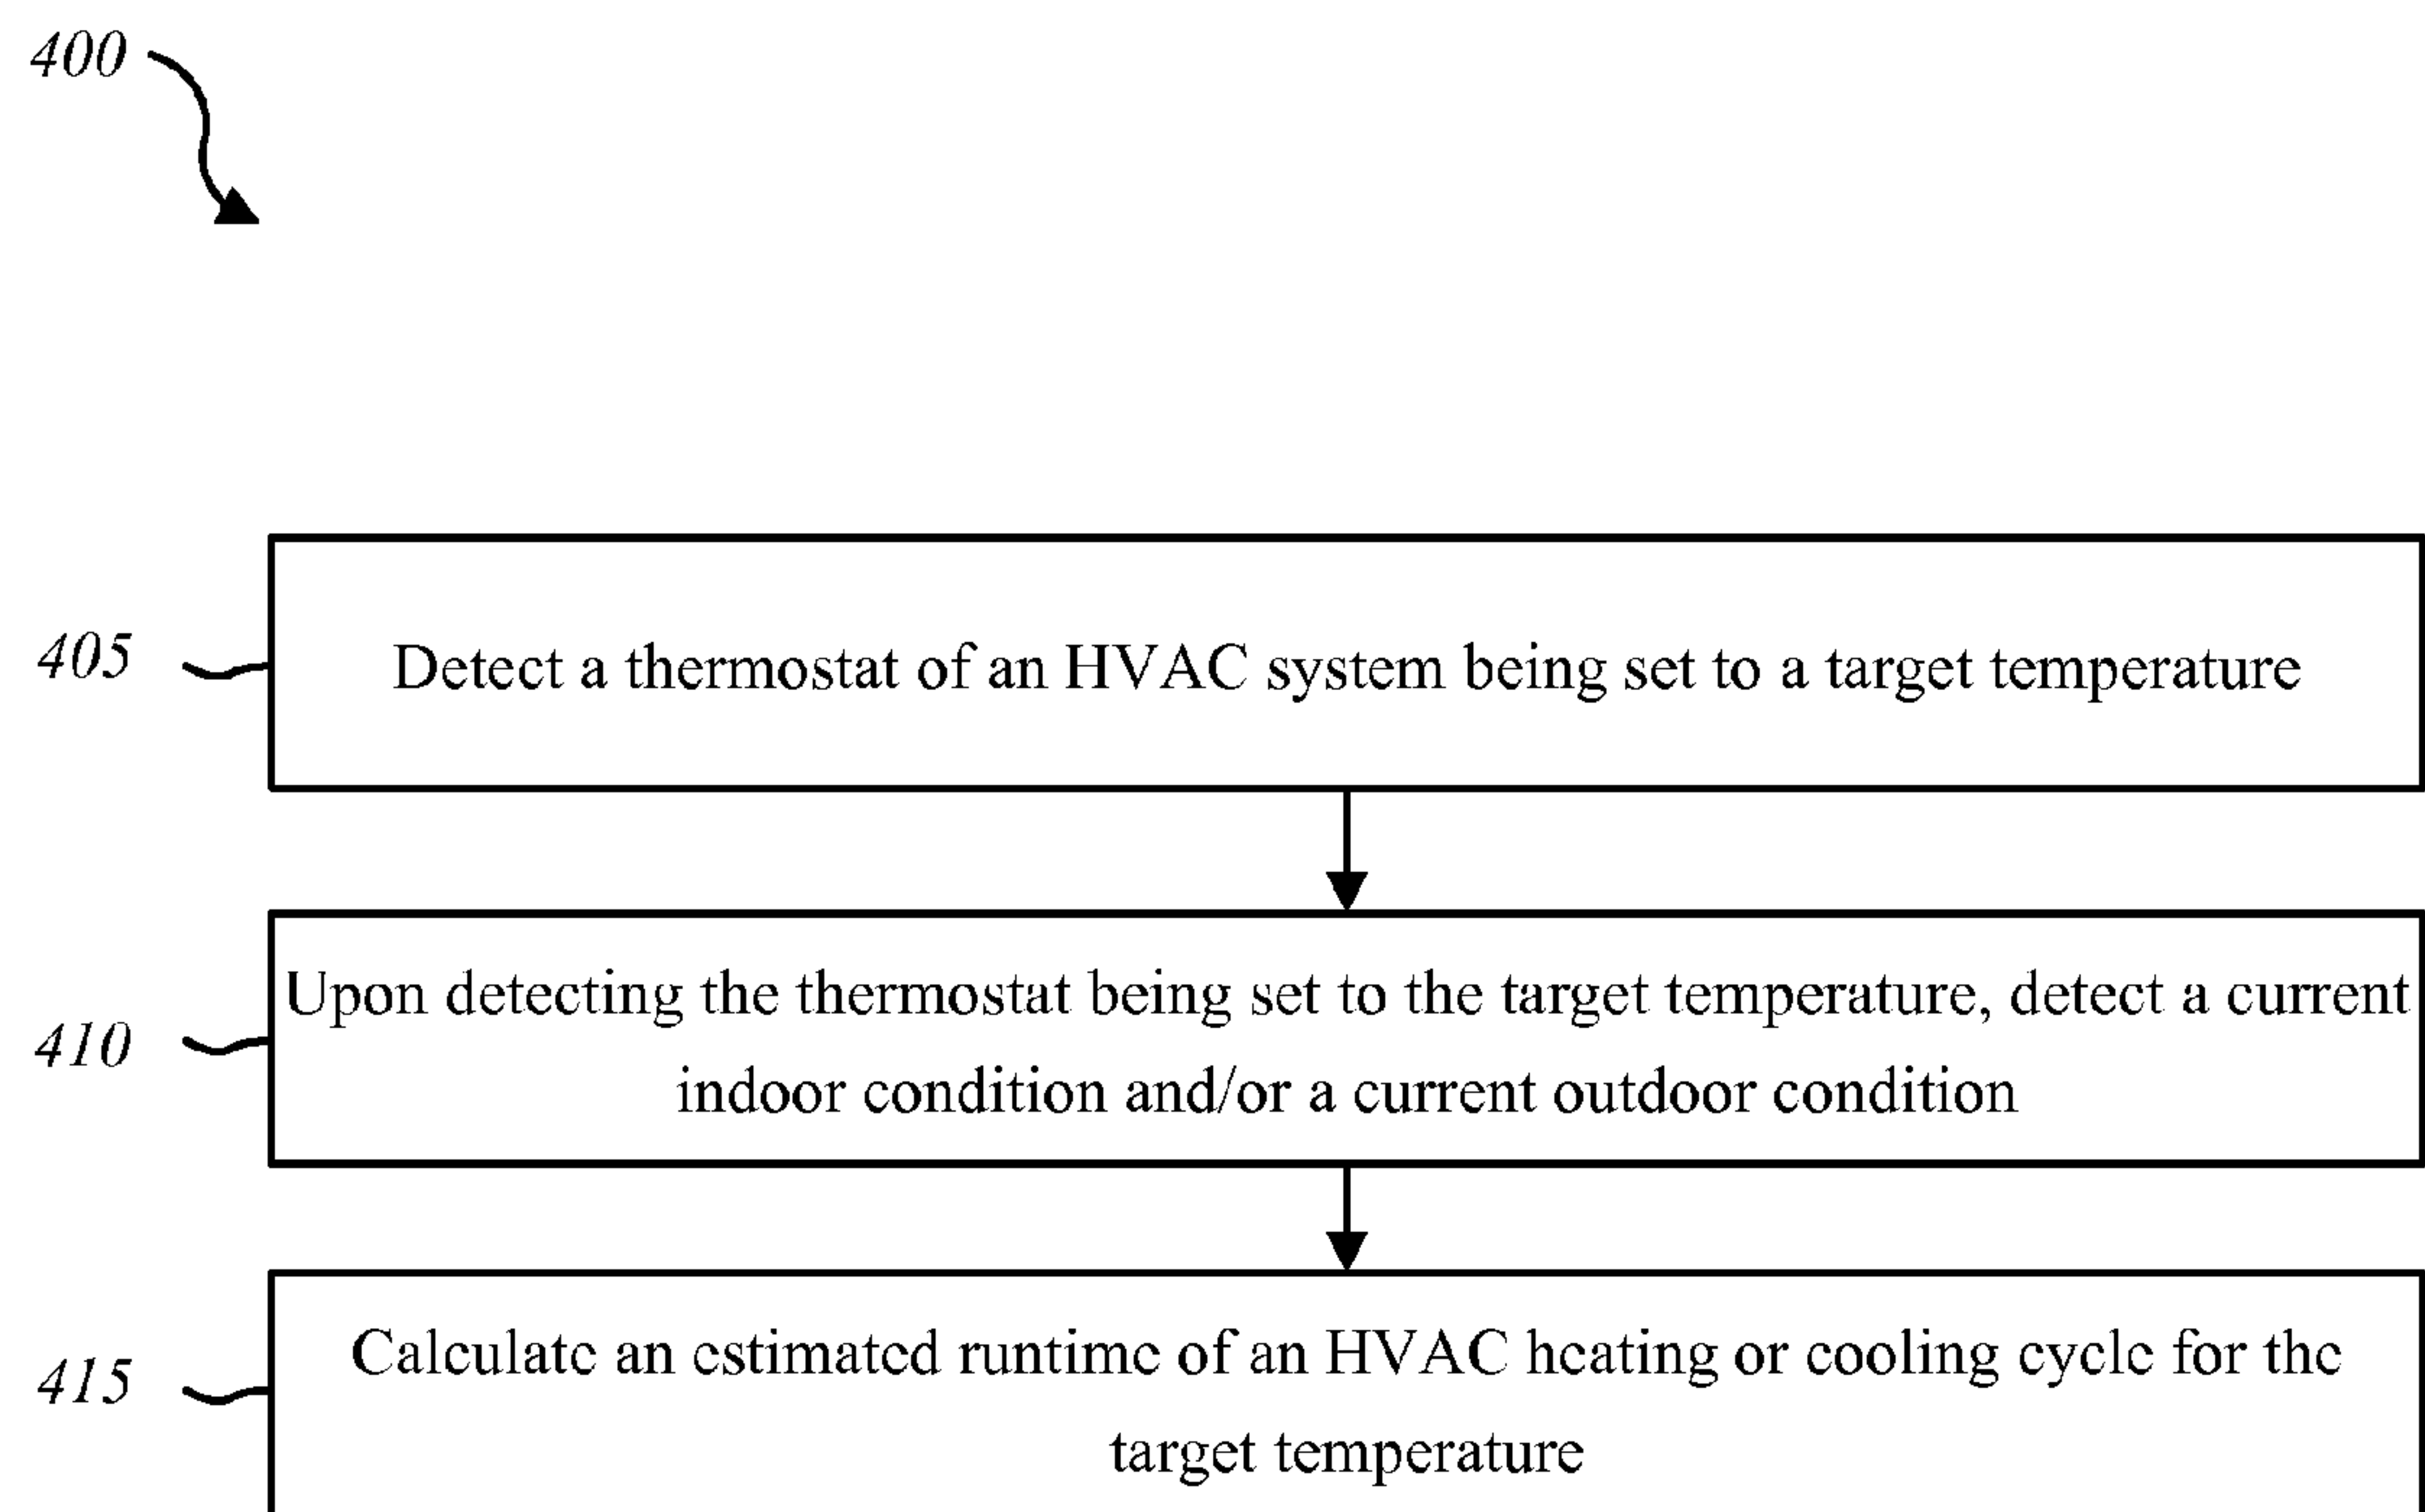 400
405
Detect a thermostat of an HVAC system being set to a target temperature
410
Upon detecting the thermostat being set to the target temperature, detect a current
indoor condition and/or a current outdoor condition
415
Calculate an estimated runtime of an HVAC heating or cooling cycle for the
target temperature